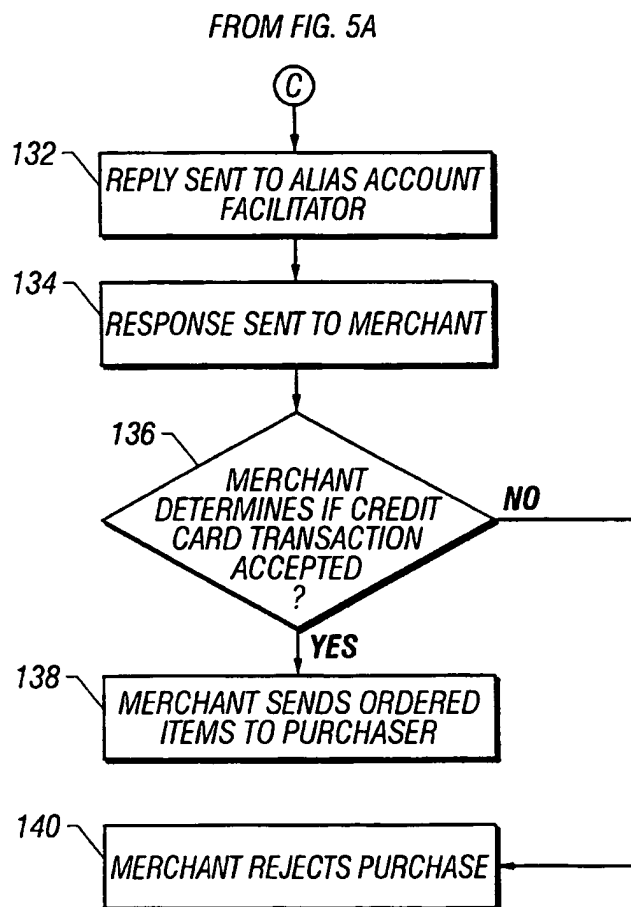 FROM FIG. 5A
C
132
REPLY SENT TO ALIAS ACCOUNT
FACILITATOR
134
RESPONSE SENT TO MERCHANT
136
MERCHANT
DETERMINES IF CREDIT
CARD TRANSACTION
ACCEPTED
?
NO
YES
138
MERCHANT SENDS ORDERED
ITEMS TO PURCHASER
140
MERCHANT REJECTS PURCHASE